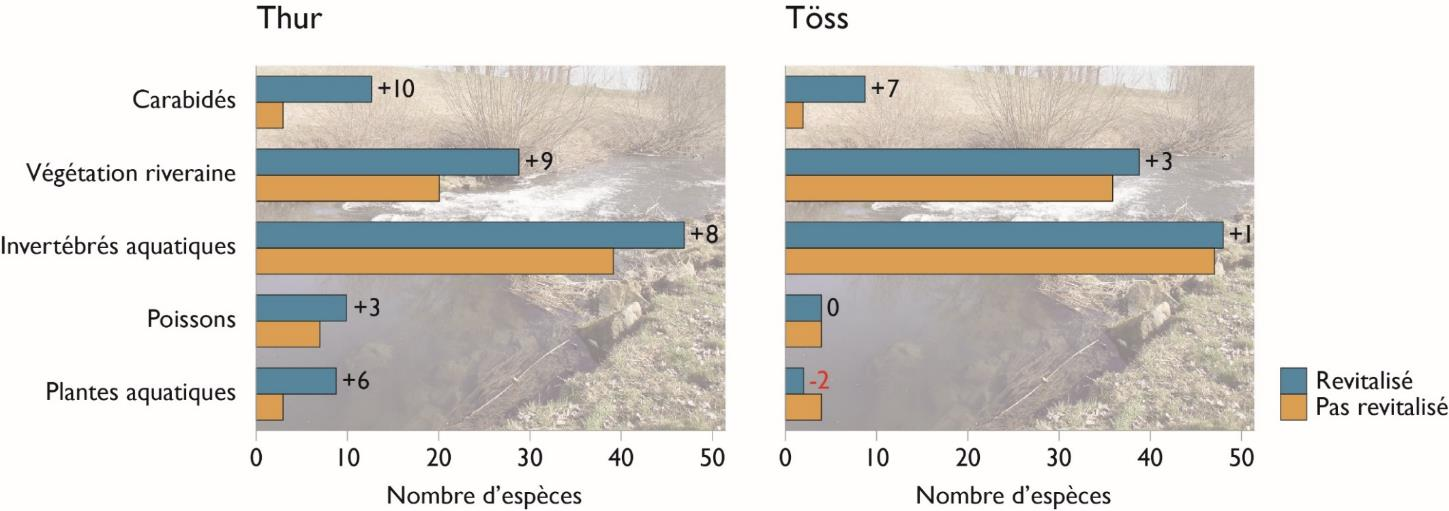 Thur
Carabidés
+10
Végétation riveraine
+9
Invertébrés aquatiques
+8
Poissons
+3
Plantes aquatiques
+6
0 10 20 30 40 50
Nombre d'espèces
Töss
+7
+3
+1
0
-2
0 10 20 30 40 50
Nombre d'espèces
Revitalisé
Pas revitalisé